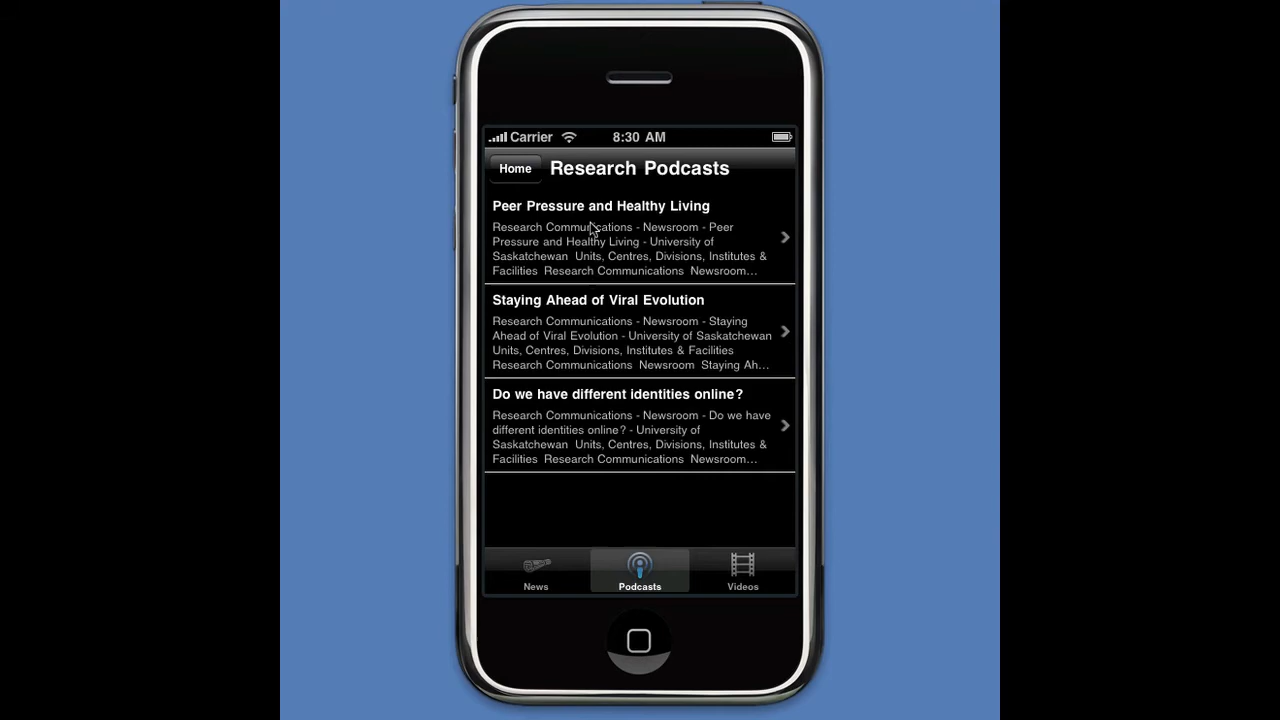 Carrier 8:30 AM
Home Research Podcasts
Peer Pressure and Healthy Living
Research Communications - Newsroom - Peer
Pressure and Healthy Living - University of
Saskatchewan Units, Centres, Divisions, Institutes &
Facilities Research Communications Newsroom...
Staying Ahead of Viral Evolution
Research Communications - Newsroom - Staying
Ahead of Viral Evolution - University of Saskatchewan
Units, Centres, Divisions, Institutes & Facilities
Research Communications Newsroom Staying Ah...
Do we have different identities online?
Research Communications - Newsroom - Do we have
different identities online? - University of
Saskatchewan Units, Centres, Divisions, Institutes &
Facilities Research Communications Newsroom...
News Podcasts Videos